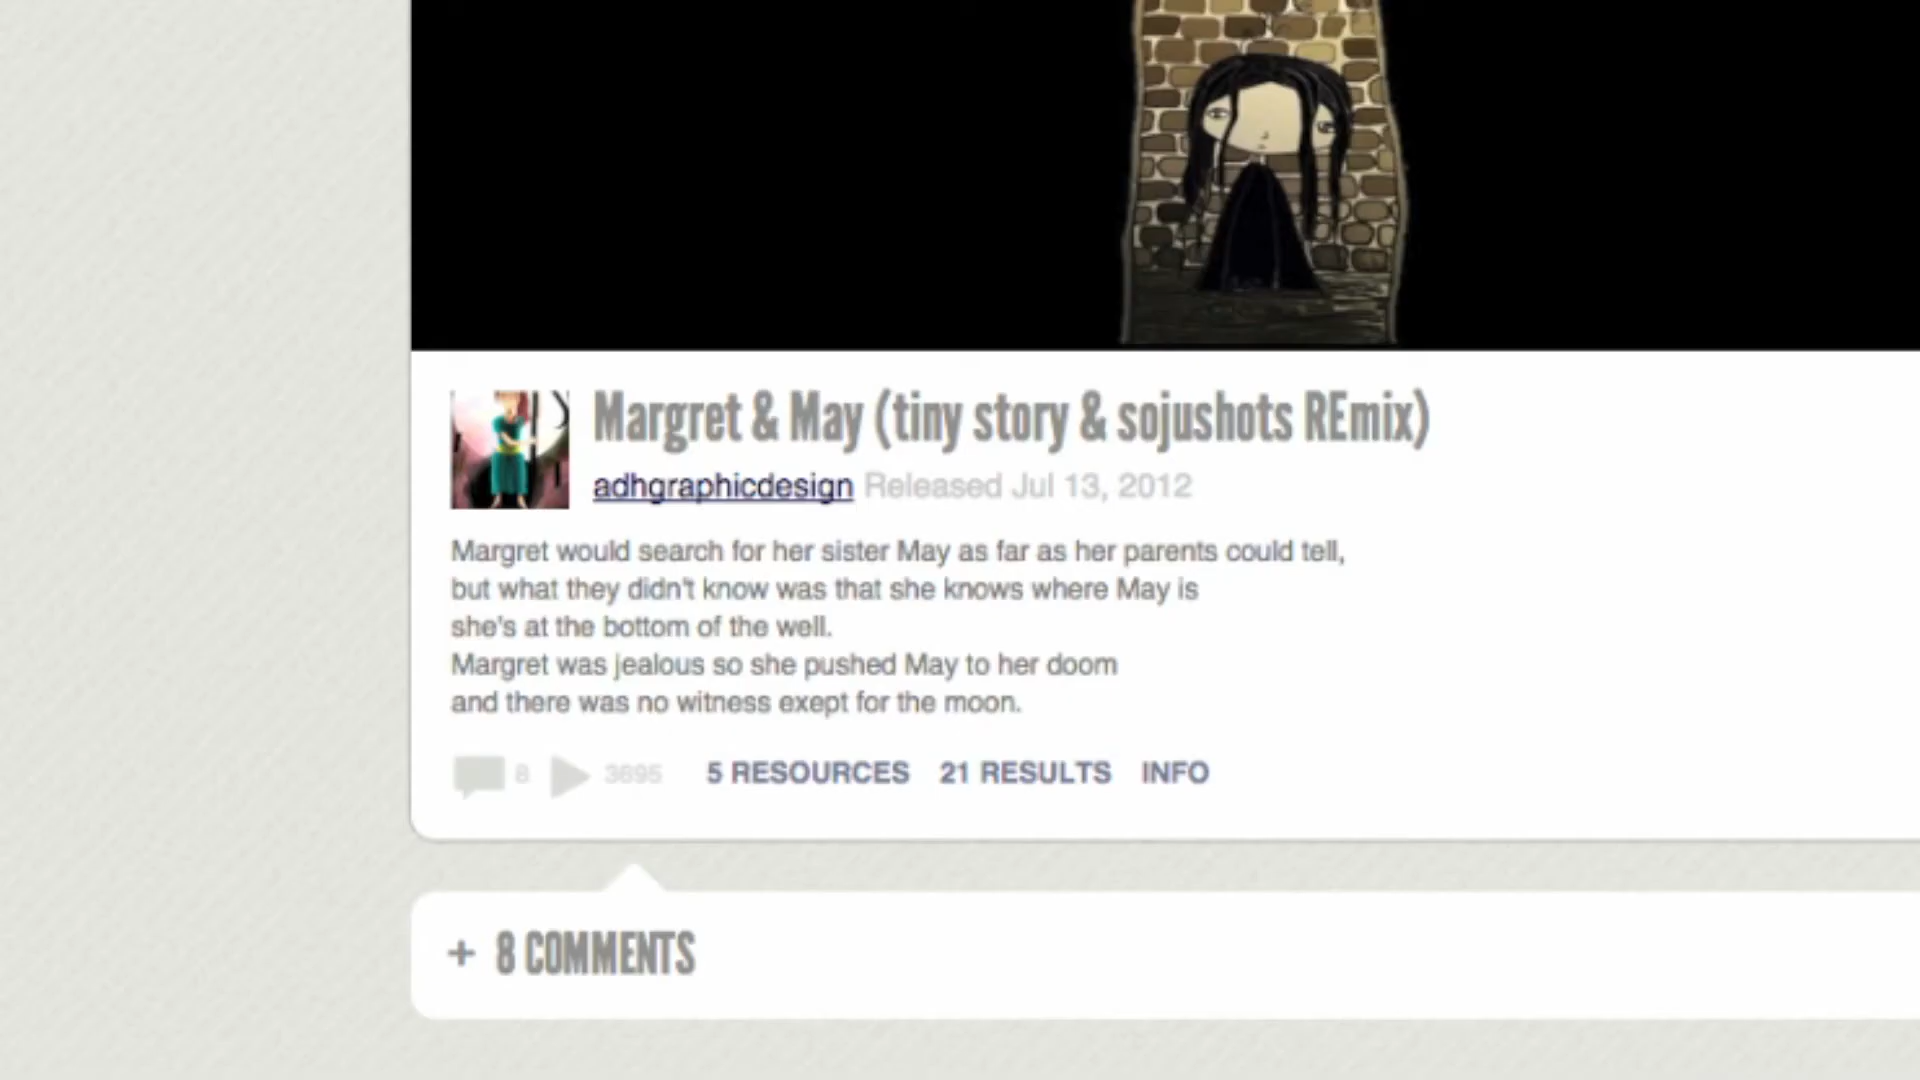 Margret & May (tiny story & sojushots REmix)
adhgraphicdesign Released Jul 13, 2012
Margret would search for her sister May as far as her parents could tell,
but what they didn't know was that she knows where May is
she's at the bottom of the well.
Margret was jealous so she pushed May to her doom
and there was no witness exept for the moon.
8 3695 5 RESOURCES 21 RESULTS INFO
+ 8 COMMENTS